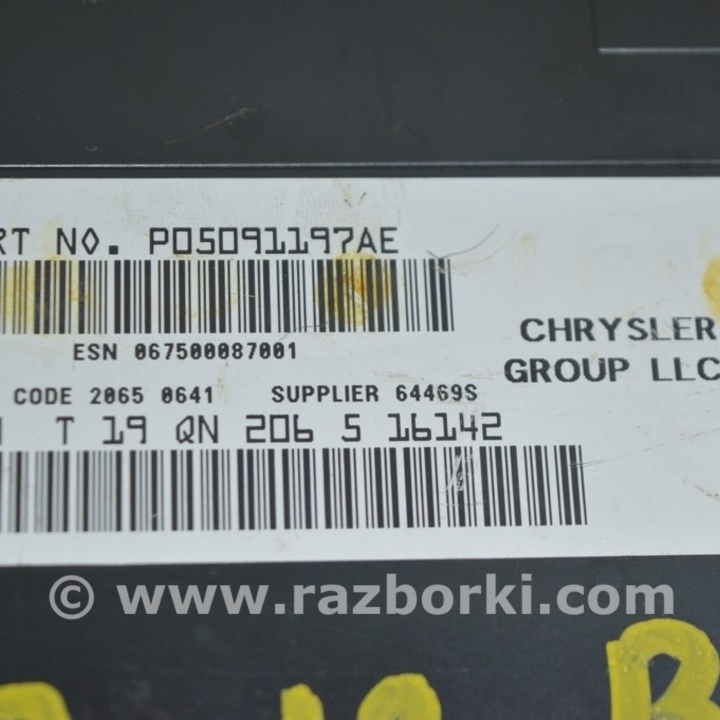 RT NO. P05091197AE
ESN 067500087001
CHRYSLER
GROUP LLC
CODE 2065 0641 SUPPLIER 64469S
T 19 QN 206 5 16142
© www.razborki.com